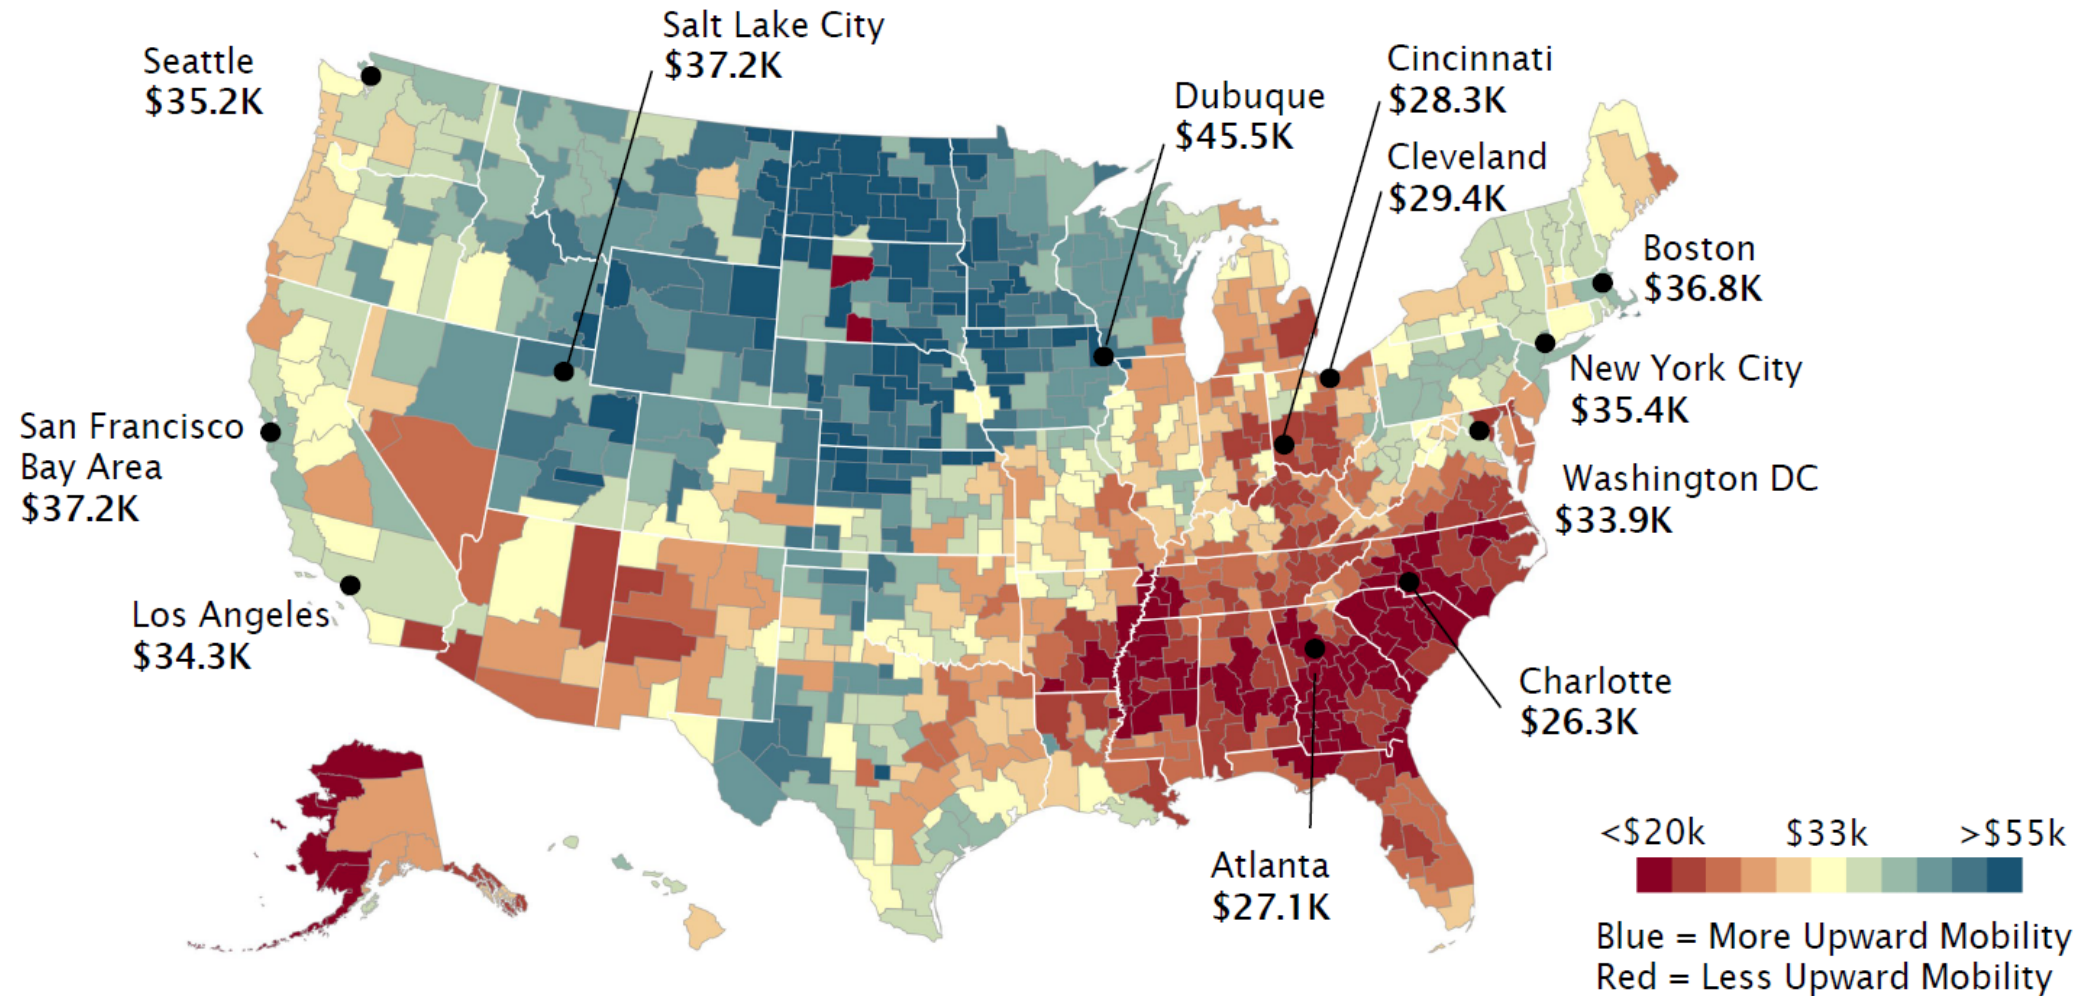 Seattle
$35.2K
Salt Lake City
$37.2K
Dubuque
$45.5K
Cincinnati
$28.3K
Cleveland
$29.4K
Boston
$36.8K
New York City
$35.4K
San Francisco
Bay Area
$37.2K
Washington DC
$33.9K
Los Angeles
$34.3K
Charlotte
$26.3K
Atlanta
$27.1K
<$20k $33k >$55k
Blue = More Upward Mobility
Red = Less Upward Mobility